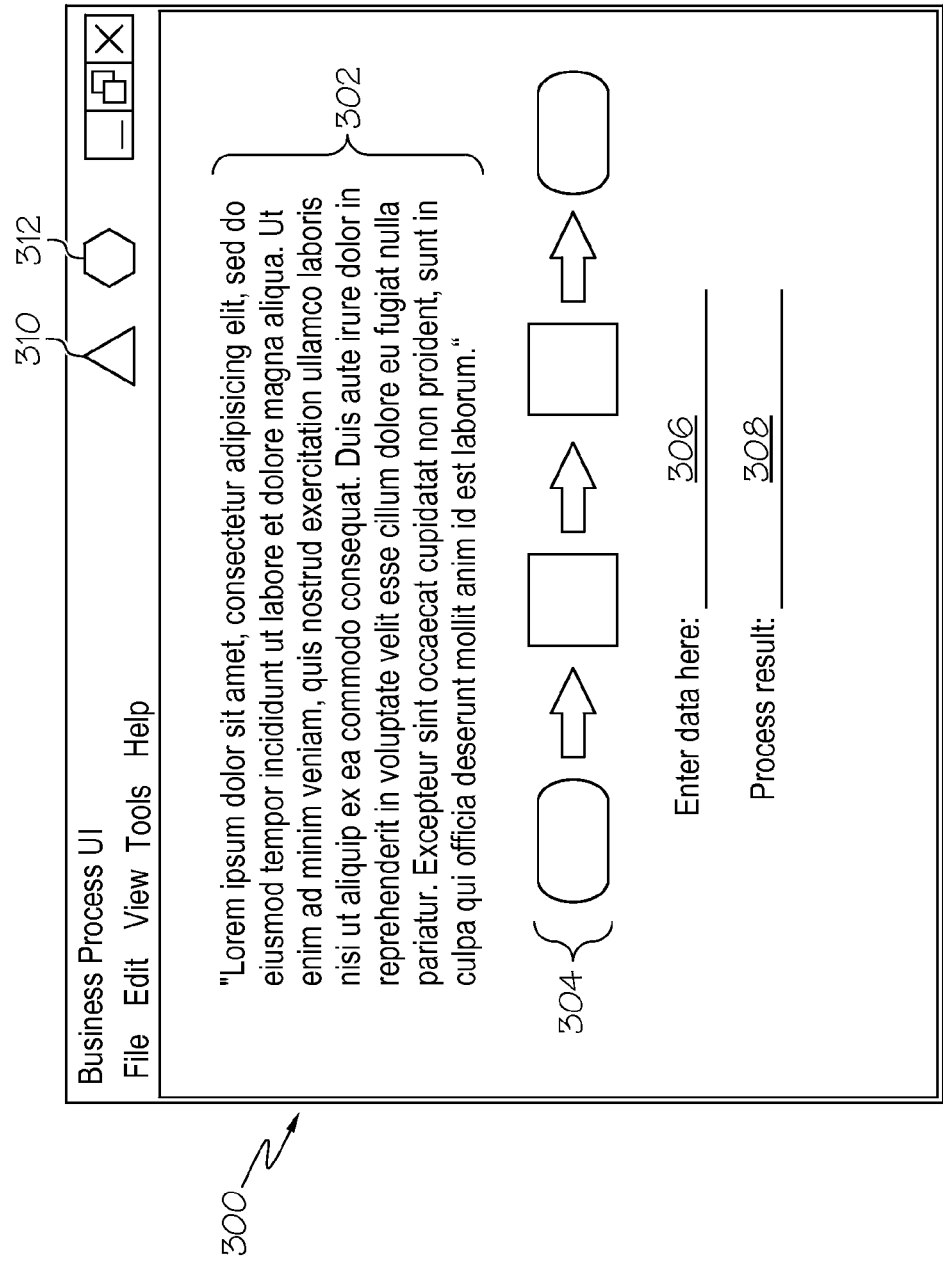 310
312
Business Process UI
File Edit View Tools Help
"Lorem ipsum dolor sit amet, consectetur adipisicing elit, sed do
eiusmod tempor incididunt ut labore et dolore magna aliqua. Ut
enim ad minim veniam, quis nostrud exercitation ullamco laboris
nisi ut aliquip ex ea commodo consequat. Duis aute irure dolor in
reprehenderit in voluptate velit esse cillum dolore eu fugiat nulla
pariatur. Excepteur sint occaecat cupidatat non proident, sunt in
culpa qui officia deserunt mollit anim id est laborum.“
302
304
Enter data here: 306
Process result: 308
300